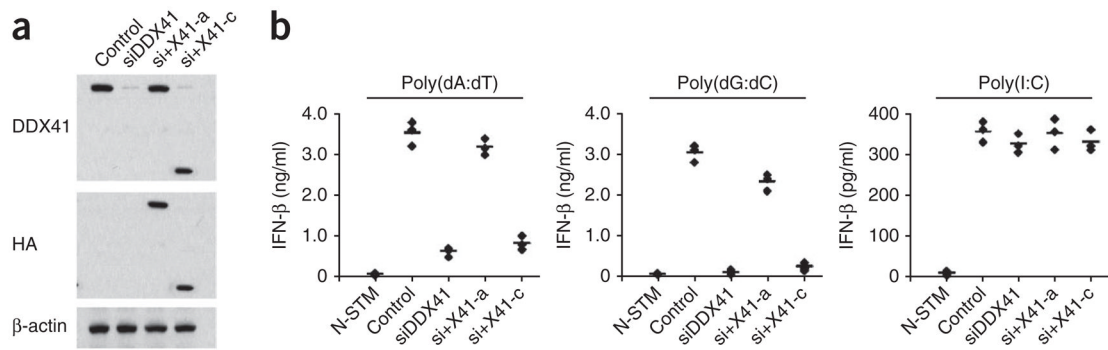 a
Control
siDDX41
si+X41-a
si+X41-c
DDX41
HA
β-actin
b
Poly(dA:dT)
IFN-β (ng/ml)
4.0
3.0
2.0
1.0
0
N-STM
Control
siDDX41
si+X41-a
si+X41-c
Poly(dG:dC)
IFN-β (ng/ml)
4.0
3.0
2.0
1.0
0
N-STM
Control
siDDX41
si+X41-a
si+X41-c
Poly(I:C)
IFN-β (pg/ml)
400
300
200
100
0
N-STM
Control
siDDX41
si+X41-a
si+X41-c